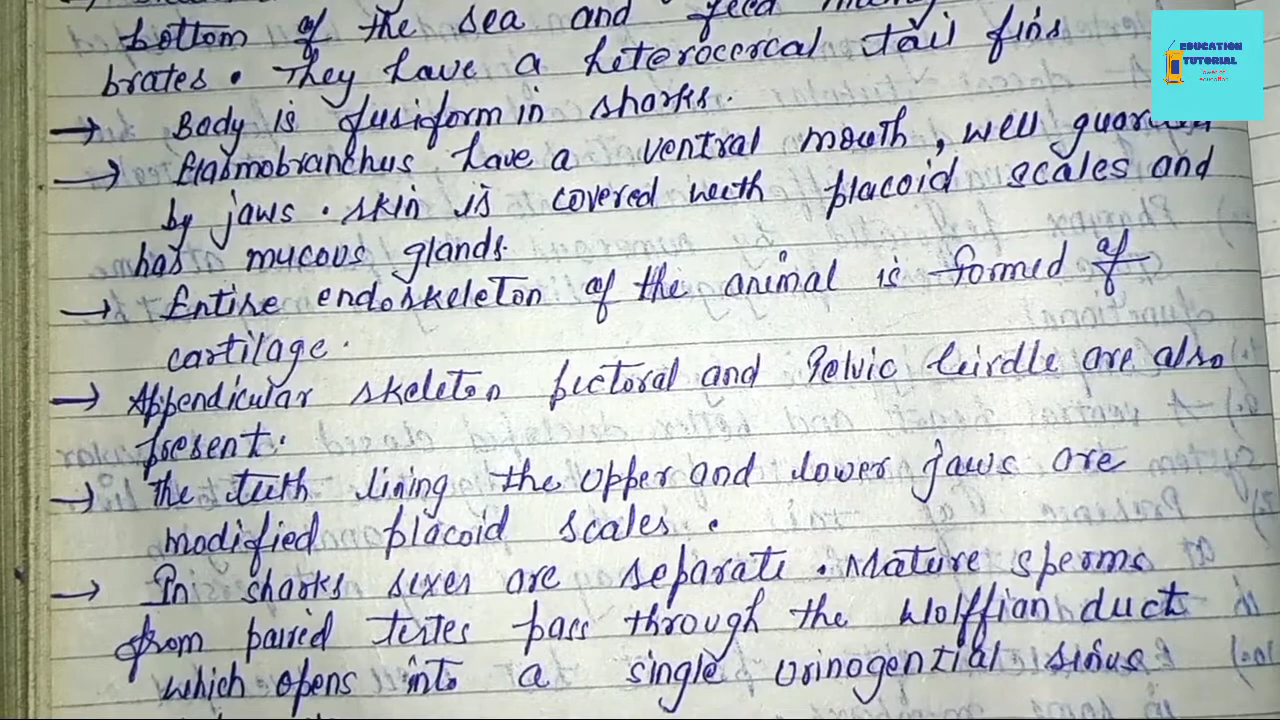 bottom of the sea and feed
brates. They have a heterocercal tail fins
→ Body is fusiform in sharks.
→ Elasmobranchus, have a ventral mouth, well guarded
by jaws. skin is covered with placoid scales and
has mucous glands.
→ Entire endoskeleton of the animal is formed of
cartilage.
→ Appendicular skeleton pectoral and Pelvic Girdle are also
present.
→ The teeth lining the upper and lower jaws are
modified placoid scales.
→ In sharks sexes are separate. Mature sperms
from paired testes pass through the Wolffian duct
which opens into a single urinogential sinus
EDUCATION
TUTORIAL
education